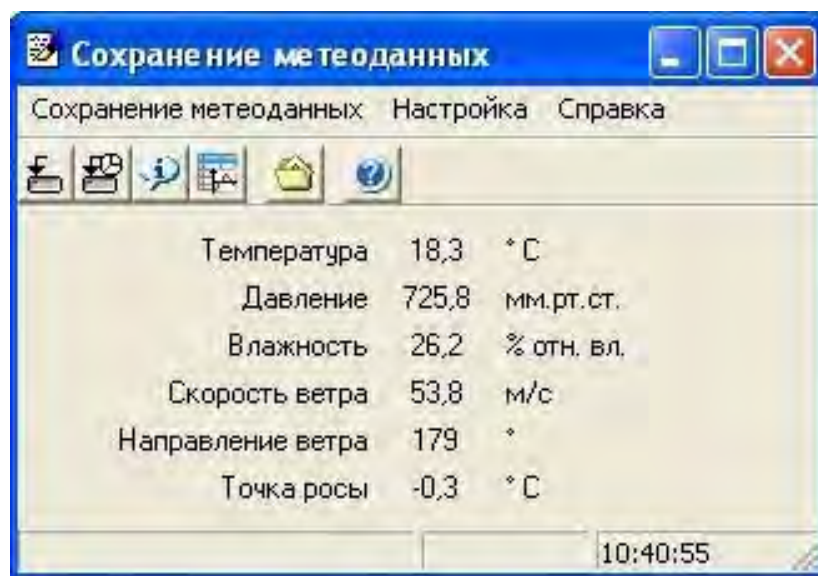 Сохранение метеоданных
Сохранение метеоданных Настройка Справка
Температура 18,3 ° C
Давление 725,8 мм.рт.ст.
Влажность 26,2 % отн. вл.
Скорость ветра 53,8 м/с
Направление ветра 179 °
Точка росы -0,3 ° C
10:40:55